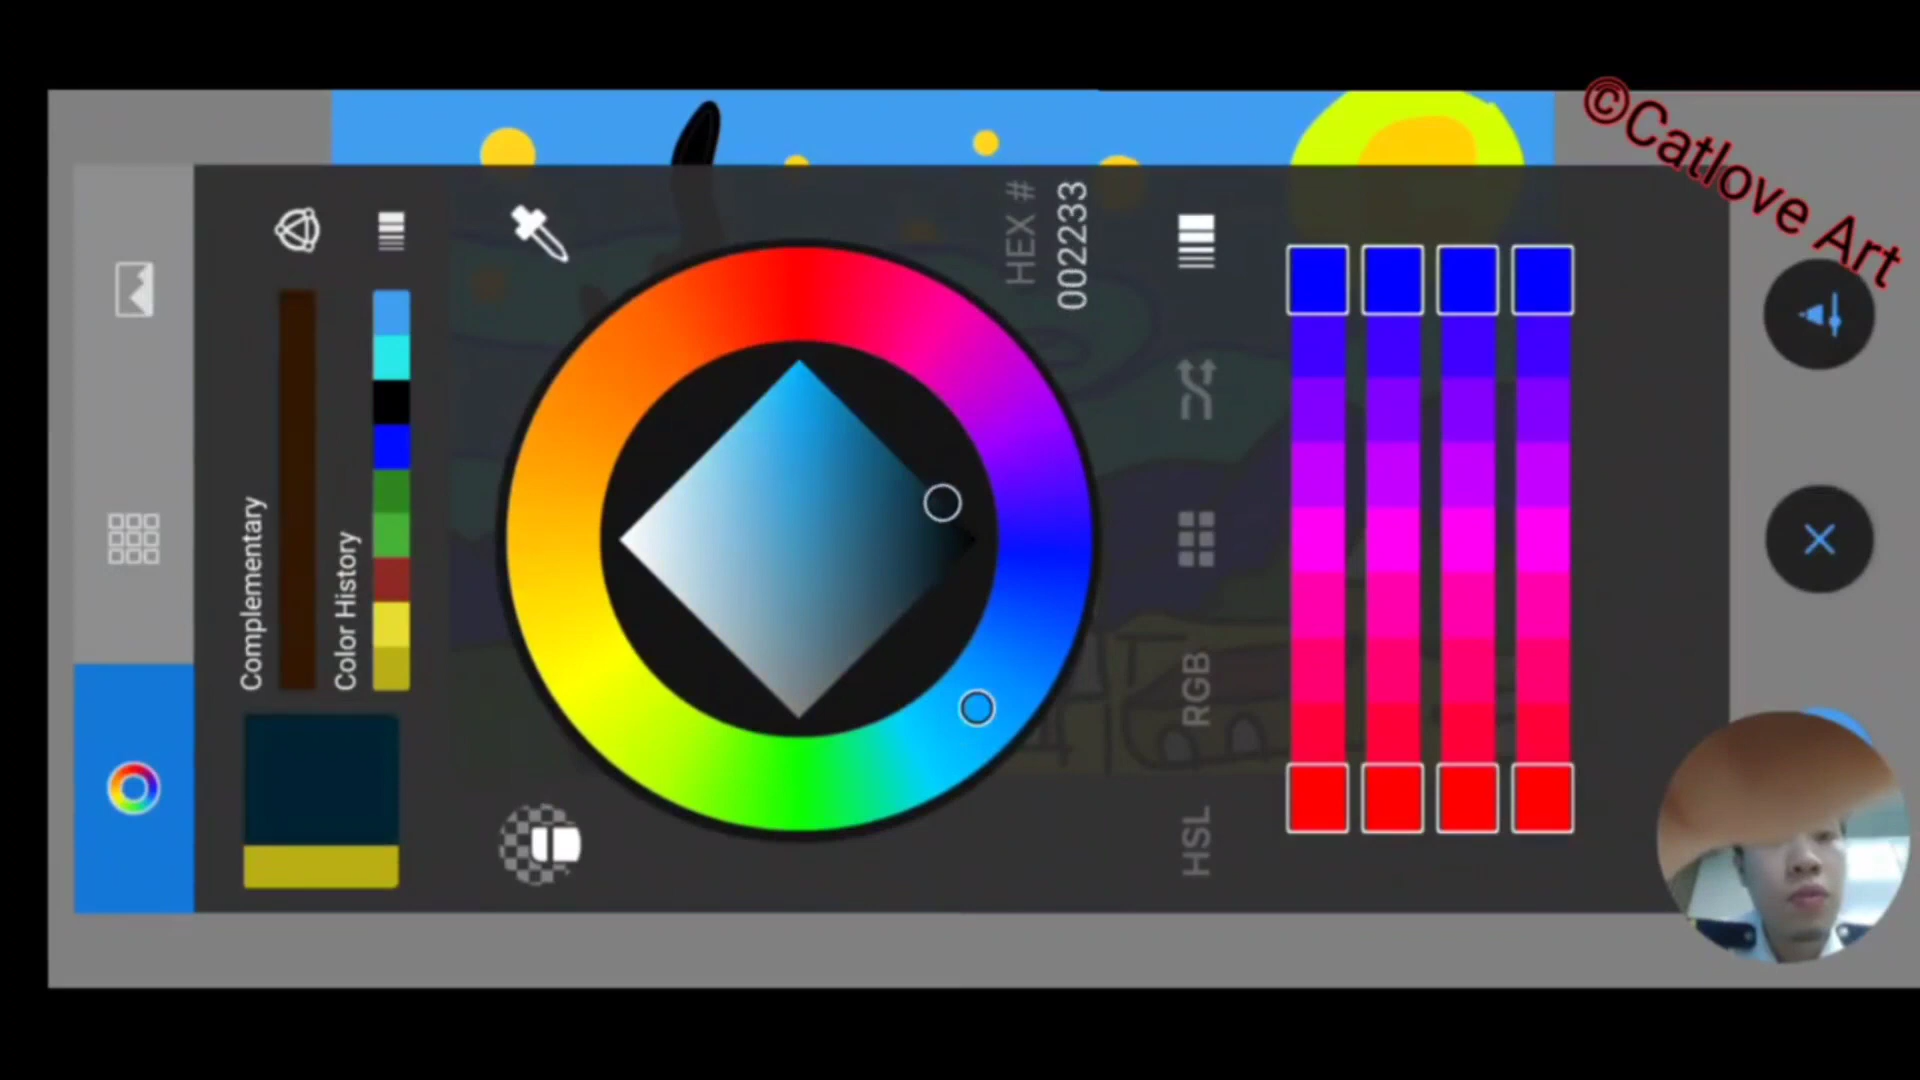 ©Catlove Art
Complementary
Color History
HEX #
002233
RGB
HSL